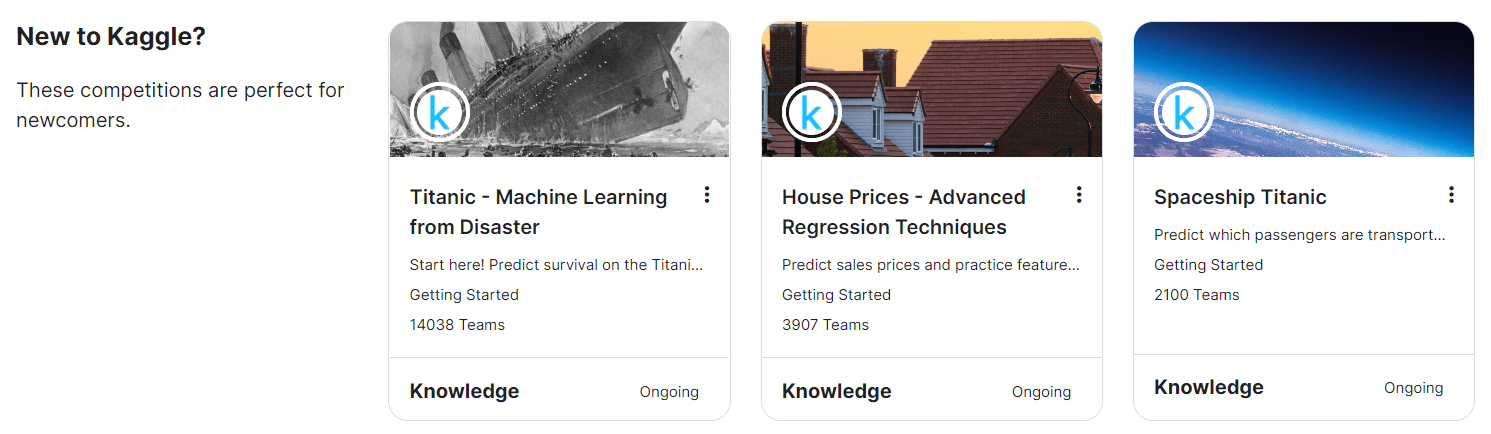 New to Kaggle?
These competitions are perfect for
newcomers.
k
Titanic - Machine Learning
from Disaster
Start here! Predict survival on the Titani...
Getting Started
14038 Teams
Knowledge
Ongoing
k
House Prices - Advanced
Regression Techniques
Predict sales prices and practice feature...
Getting Started
3907 Teams
Knowledge
Ongoing
k
Spaceship Titanic
Predict which passengers are transport...
Getting Started
2100 Teams
Knowledge
Ongoing